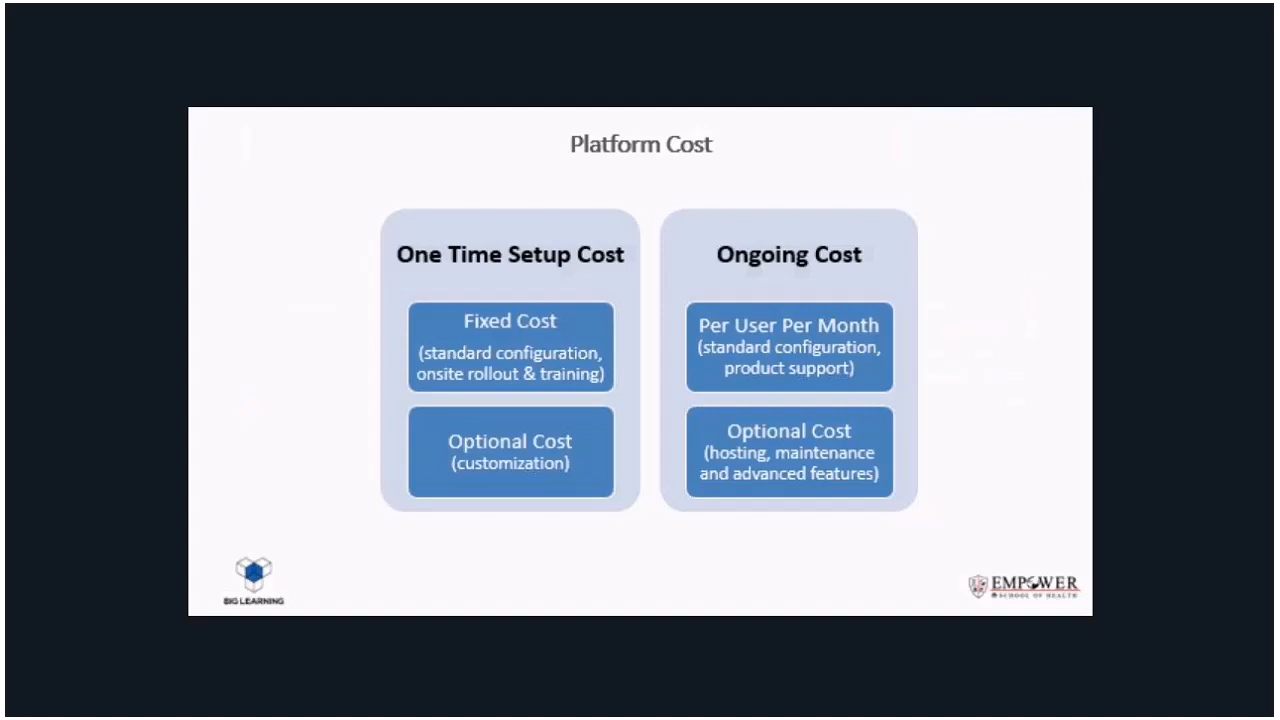 Platform Cost
One Time Setup Cost
Fixed Cost
(standard configuration,
onsite rollout & training)
Optional Cost
(customization)
Ongoing Cost
Per User Per Month
(standard configuration,
product support)
Optional Cost
(hosting, maintenance
and advanced features)
BIG LEARNING
EMPOWER
SCHOOL OF HEALTH